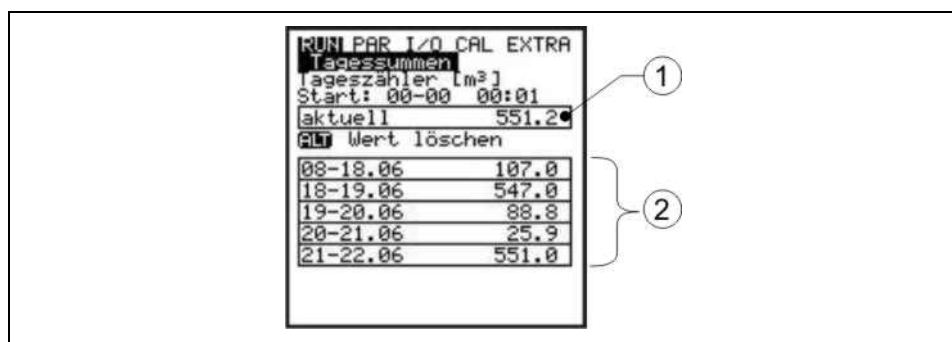 RUN PAR I/O CAL EXTRA
Tagessummen
Tageszähler [m³]
Start: 00-00 00:01
aktuell 551.2
ALT Wert löschen
08-18.06 107.0
18-19.06 547.0
19-20.06 88.8
20-21.06 25.9
21-22.06 551.0
1
2